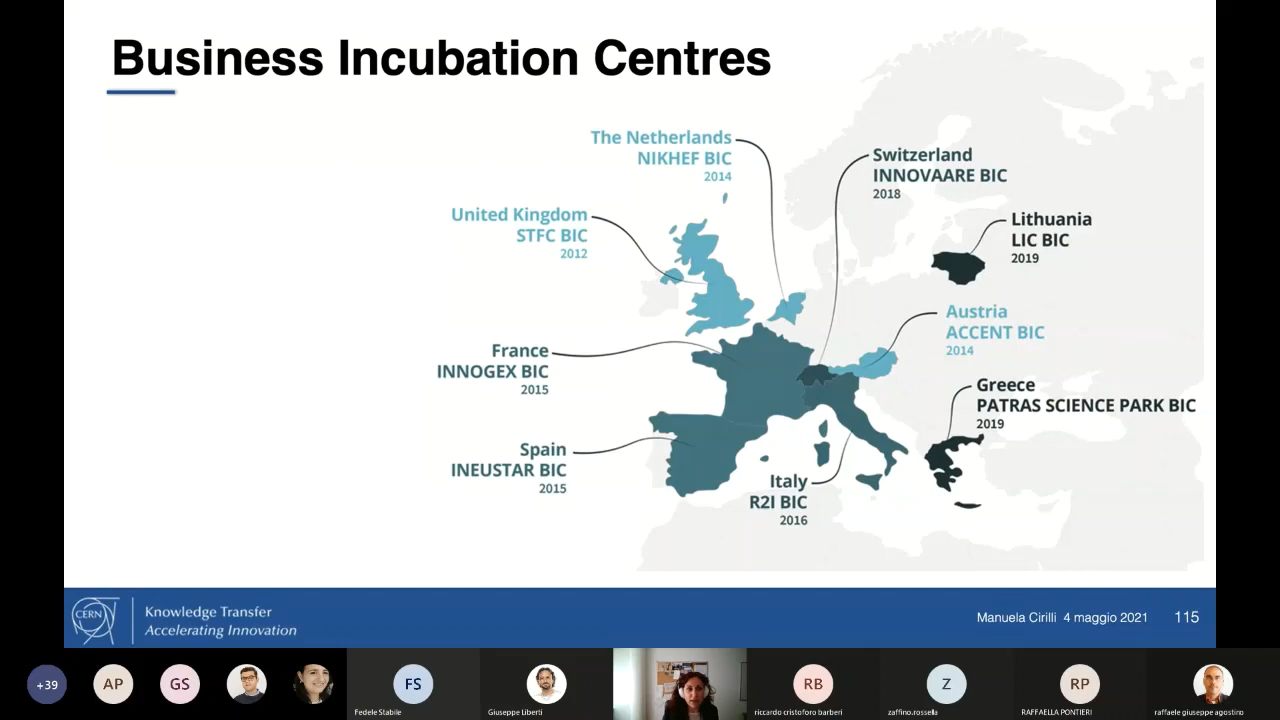 Business Incubation Centres
The Netherlands
NIKHEF BIC
2014
Switzerland
INNOVAARE BIC
2018
United Kingdom
STFC BIC
2012
Lithuania
LIC BIC
2019
Austria
ACCENT BIC
2014
France
INNOGEX BIC
2015
Greece
PATRAS SCIENCE PARK BIC
2019
Spain
INEUSTAR BIC
2015
Italy
R2I BIC
2016
CERN
Knowledge Transfer
Accelerating Innovation
Manuela Cirilli 4 maggio 2021 115
+39
AP
GS
FS
RB
Z
RP
Fedele Stabile
Giuseppe Liberti
riccardo cristoforo barberi
zaffino.rossella
RAFFAELLA PONTIERI
raffaele giuseppe agostino